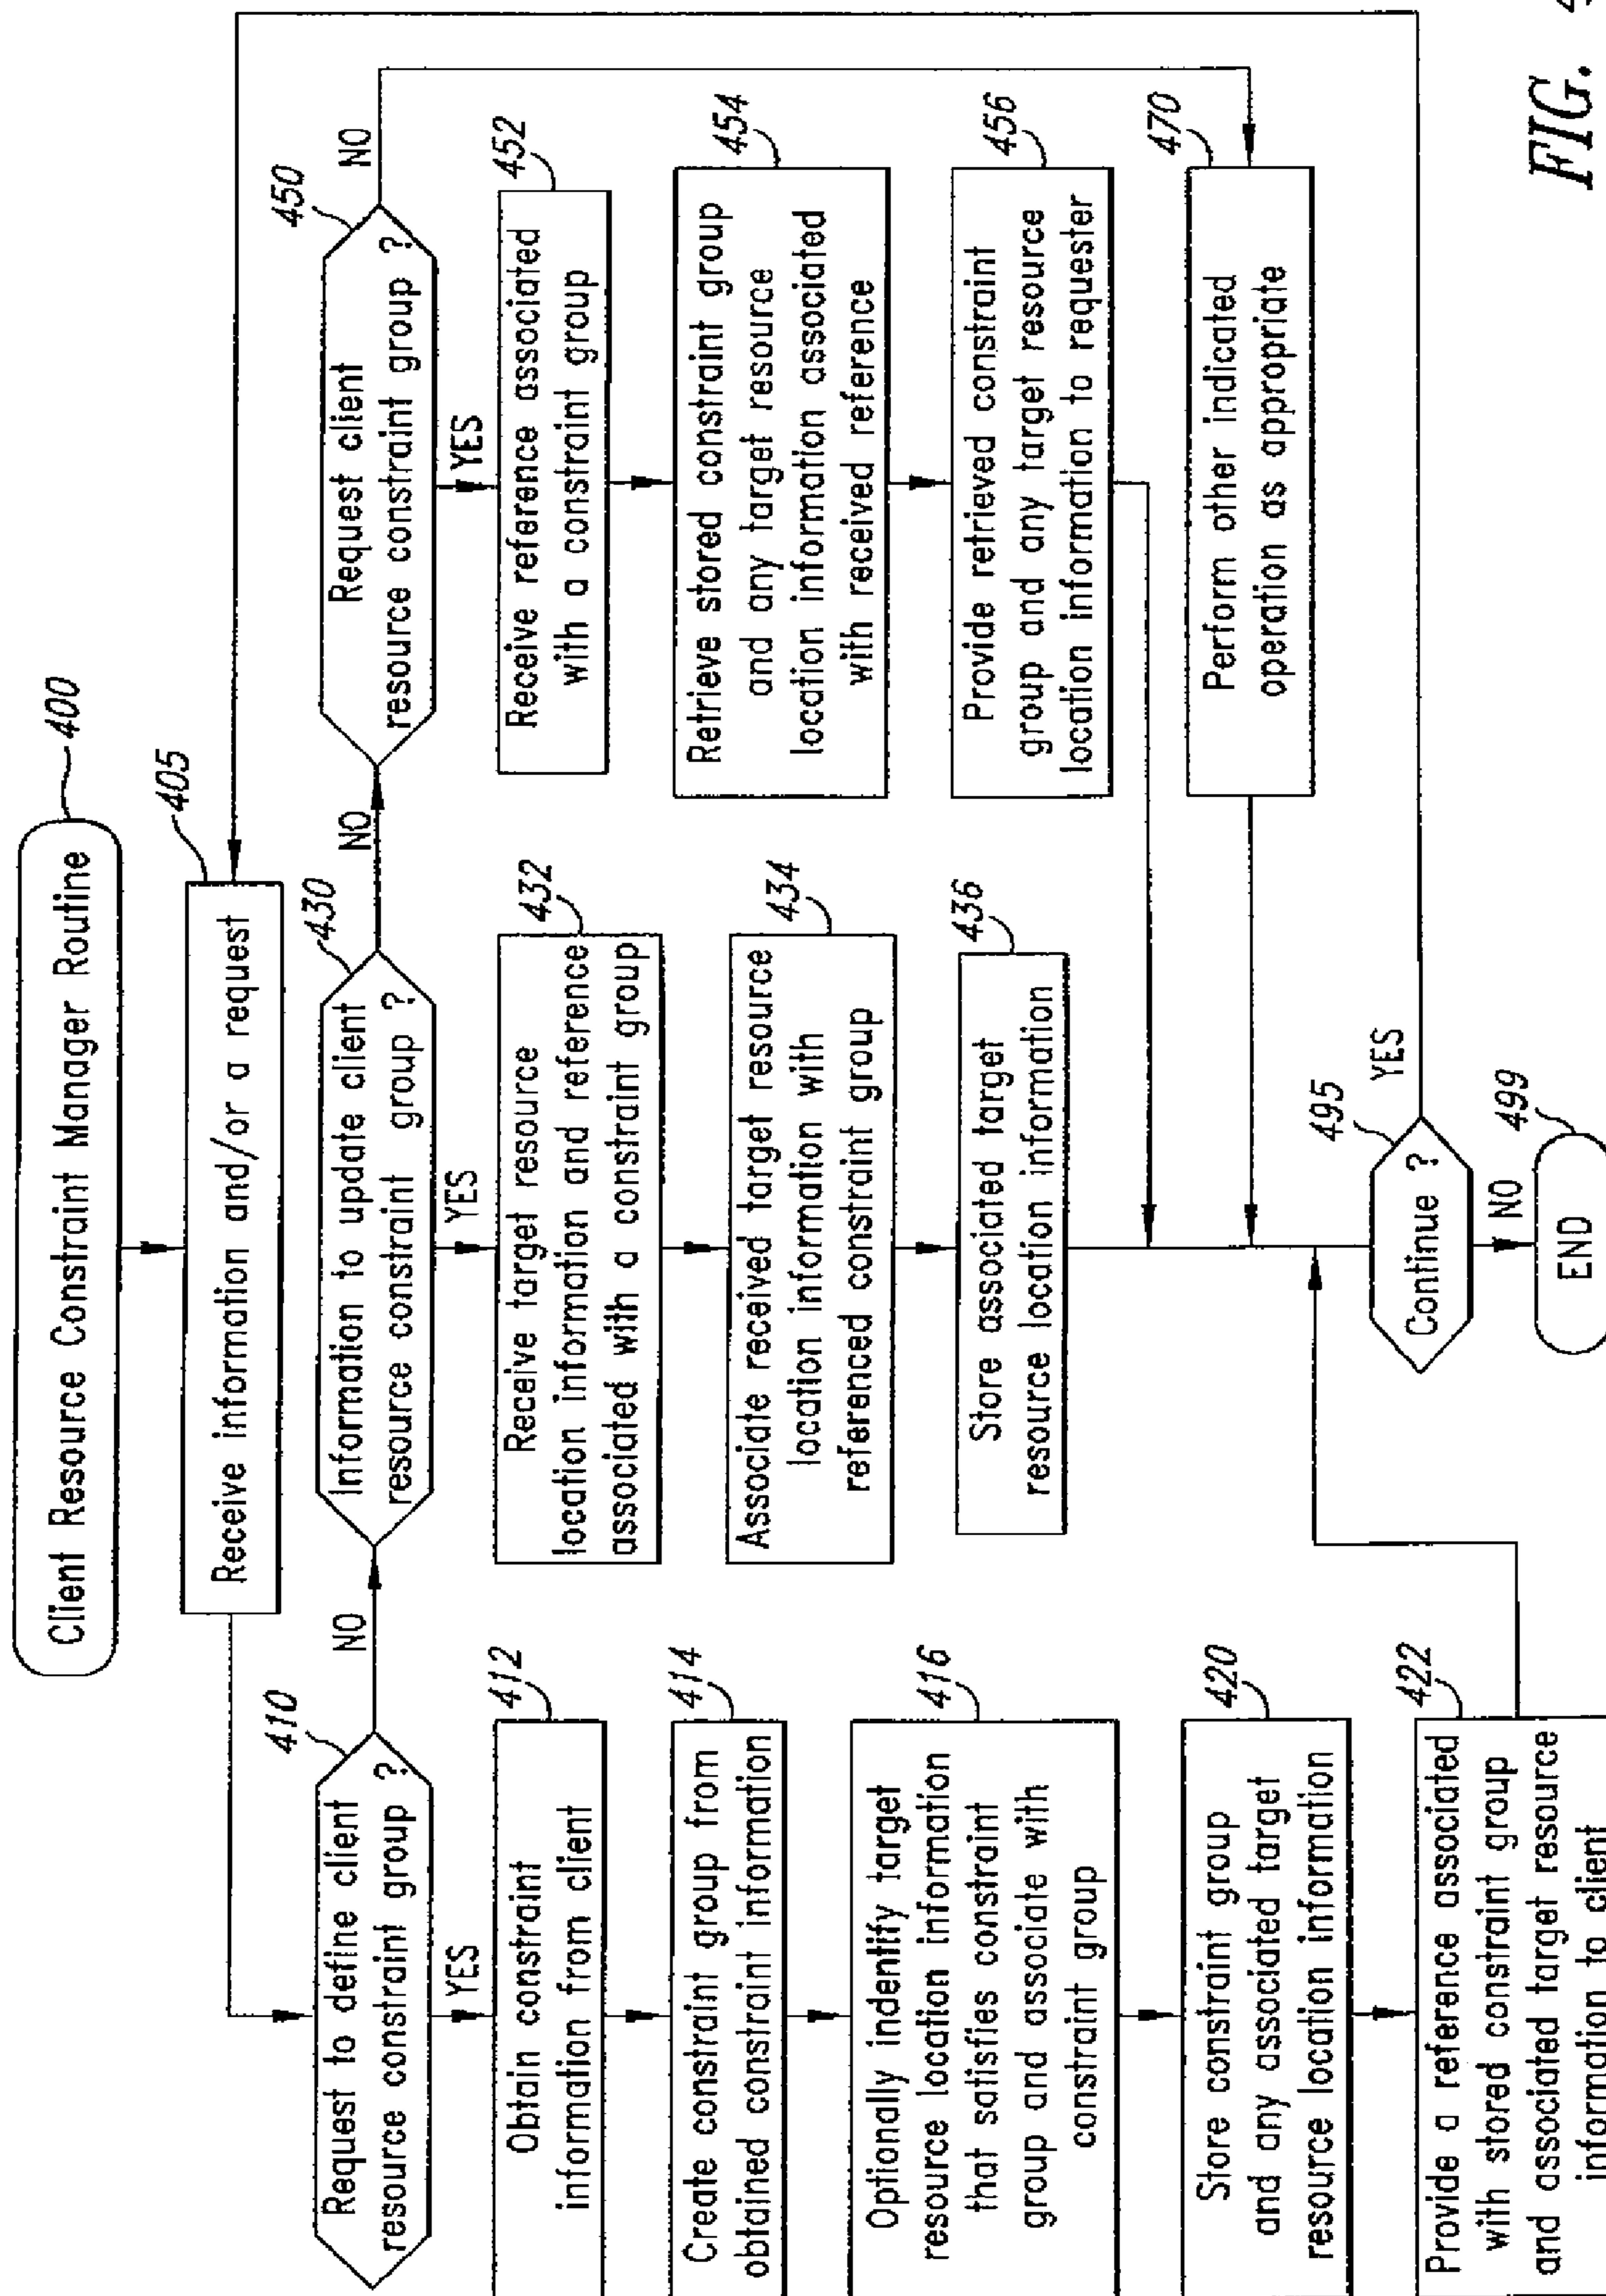 Client Resource Constraint Manager Routine
400
405
Receive information and/or a request
410
Request to define client
resource constraint group ?
NO
YES
412
Obtain constraint
information from client
414
Create constraint group from
obtained constraint information
416
Optionally indentify target
resource location information
that satisfies constraint
group and associate with
constraint group
420
Store constraint group
and any associated target
resource location information
422
Provide a reference associated
with stored constraint group
and associated target resource
information to client
430
Information to update client
resource constraint group ?
NO
YES
432
Receive target resource
location information and reference
associated with a constraint group
434
Associate received target resource
location information with
referenced constraint group
436
Store associated target
resource location information
450
Request client
resource constraint group ?
NO
YES
452
Receive reference associated
with a constraint group
454
Retrieve stored constraint group
and any target resource
location information associated
with received reference
456
Provide retrieved constraint
group and any target resource
location information to requester
470
Perform other indicated
operation as appropriate
495
Continue ?
YES
NO
499
END
FIG. 4